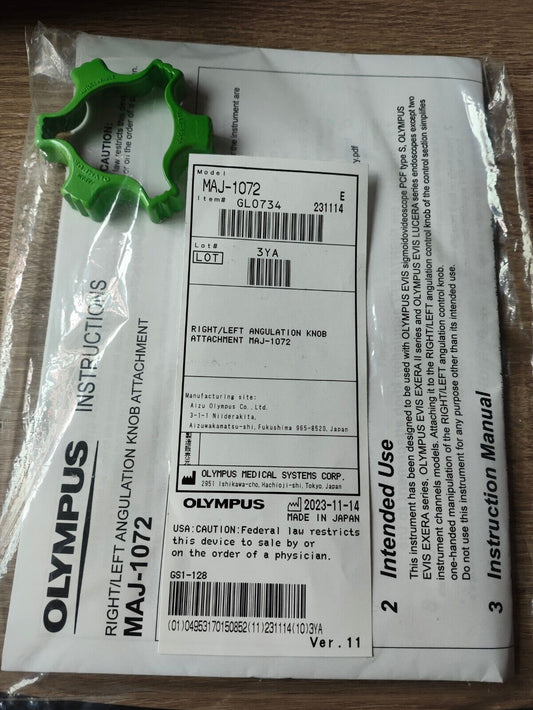 Model
MAJ-1072
E
Item# GL0734 231114
Lot#
LOT 3YA
RIGHT/LEFT ANGULATION KNOB
ATTACHMENT MAJ-1072
Manufacturing site:
Aizu Olympus Co., Ltd.
3-1-1 Niiderakita,
Aizuwakamatsu-shi, Fukushima 965-8520, Japan
OLYMPUS MEDICAL SYSTEMS CORP.
2951 Ishikawa-cho, Hachioji-shi, Tokyo, Japan
OLYMPUS 2023-11-14
MADE IN JAPAN
USA:CAUTION:Federal law restricts
this device to sale by or
on the order of a physician.
GS1-128
(01)04953170150852(11)231114(10)3YA
Ver.11
OLYMPUS INSTRUCTIONS
RIGHT/LEFT ANGULATION KNOB ATTACHMENT
MAJ-1072
CAUTION:
the instrument are
y.pdf
2 Intended Use
This instrument has been designed to be used with OLYMPUS EVIS sigmoidovideoscope PCF type S, OLYMPUS
EVIS EXERA series, OLYMPUS EVIS EXERA II series and OLYMPUS EVIS LUCERA series endoscopes except two
instrument channels models. Attaching it to the RIGHT/LEFT angulation control knob of the control section simplifies
one-handed manipulation of the RIGHT/LEFT angulation control knob.
Do not use this instrument for any purpose other than its intended use.
3 Instruction Manual